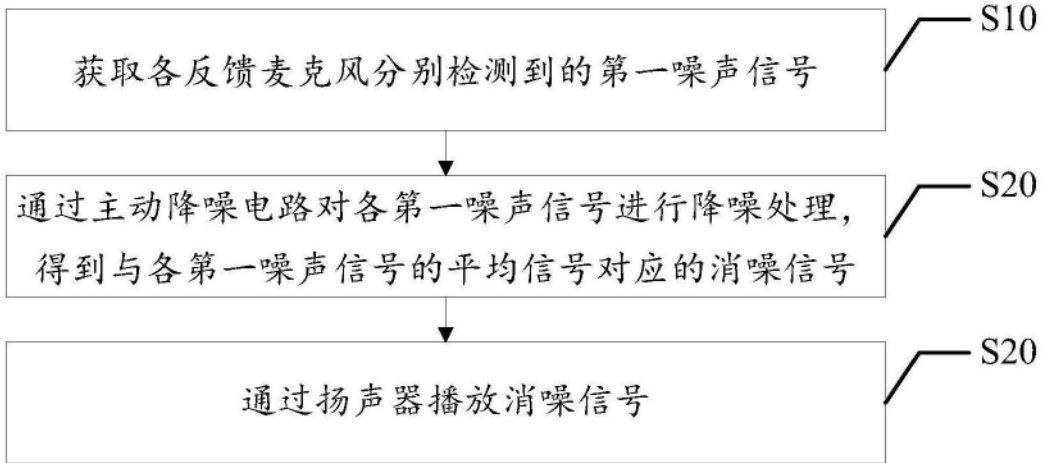 获取各反馈麦克风分别检测到的第一噪声信号
S10
通过主动降噪电路对各第一噪声信号进行降噪处理，
得到与各第一噪声信号的平均信号对应的消噪信号
S20
通过扬声器播放消噪信号
S20